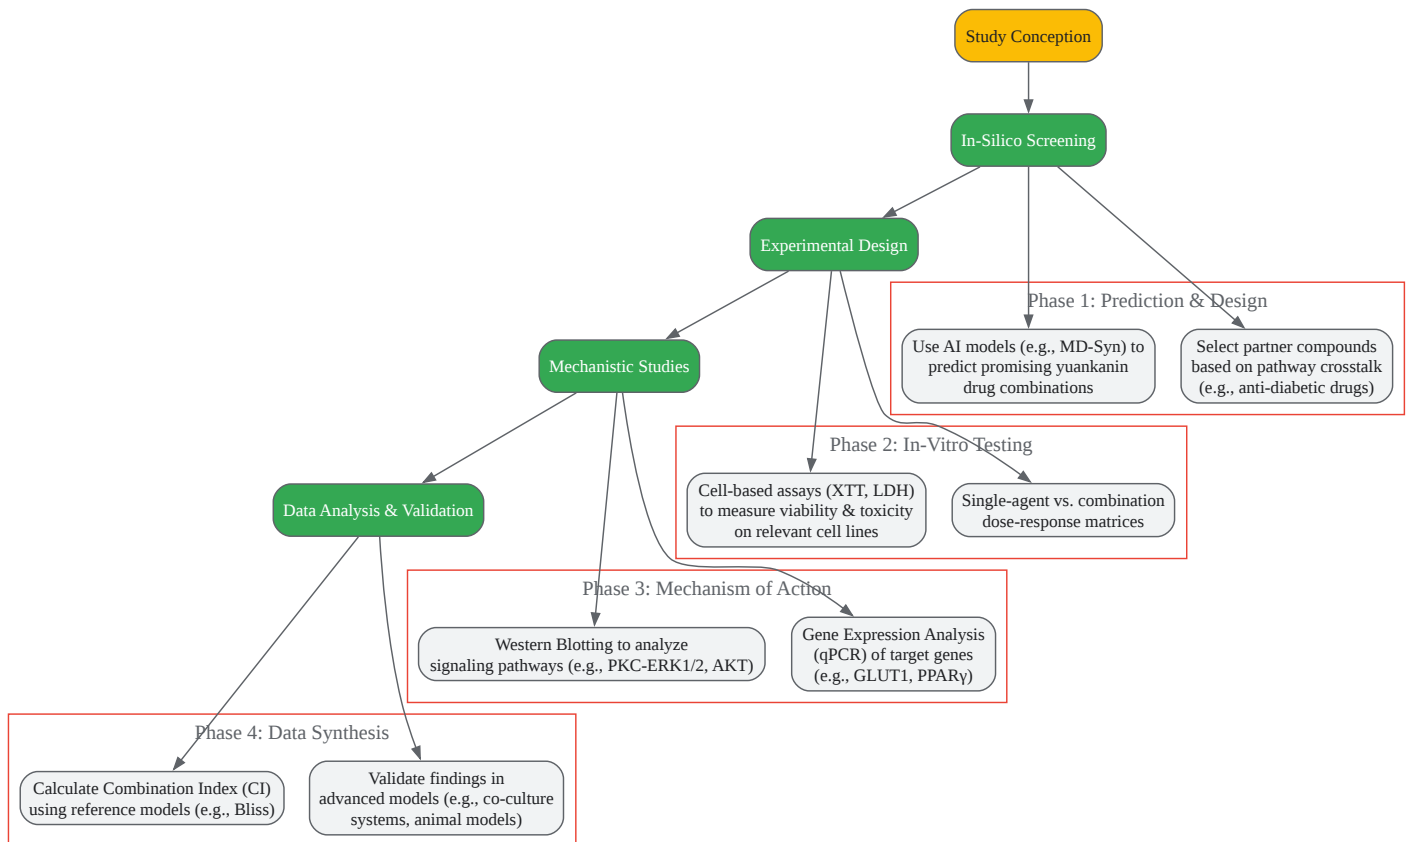 Study Conception
In-Silico Screening
Experimental Design
Phase 1: Prediction & Design
Use AI models (e.g., MD-Syn) to
predict promising yuankanin
drug combinations
Select partner compounds
based on pathway crosstalk
(e.g., anti-diabetic drugs)
Mechanistic Studies
Phase 2: In-Vitro Testing
Cell-based assays (XTT, LDH)
to measure viability & toxicity
on relevant cell lines
Single-agent vs. combination
dose-response matrices
Data Analysis & Validation
Phase 3: Mechanism of Action
Western Blotting to analyze
signaling pathways (e.g., PKC-ERK1/2, AKT)
Gene Expression Analysis
(qPCR) of target genes
(e.g., GLUT1, PPARγ)
Phase 4: Data Synthesis
Calculate Combination Index (CI)
using reference models (e.g., Bliss)
Validate findings in
advanced models (e.g., co-culture
systems, animal models)